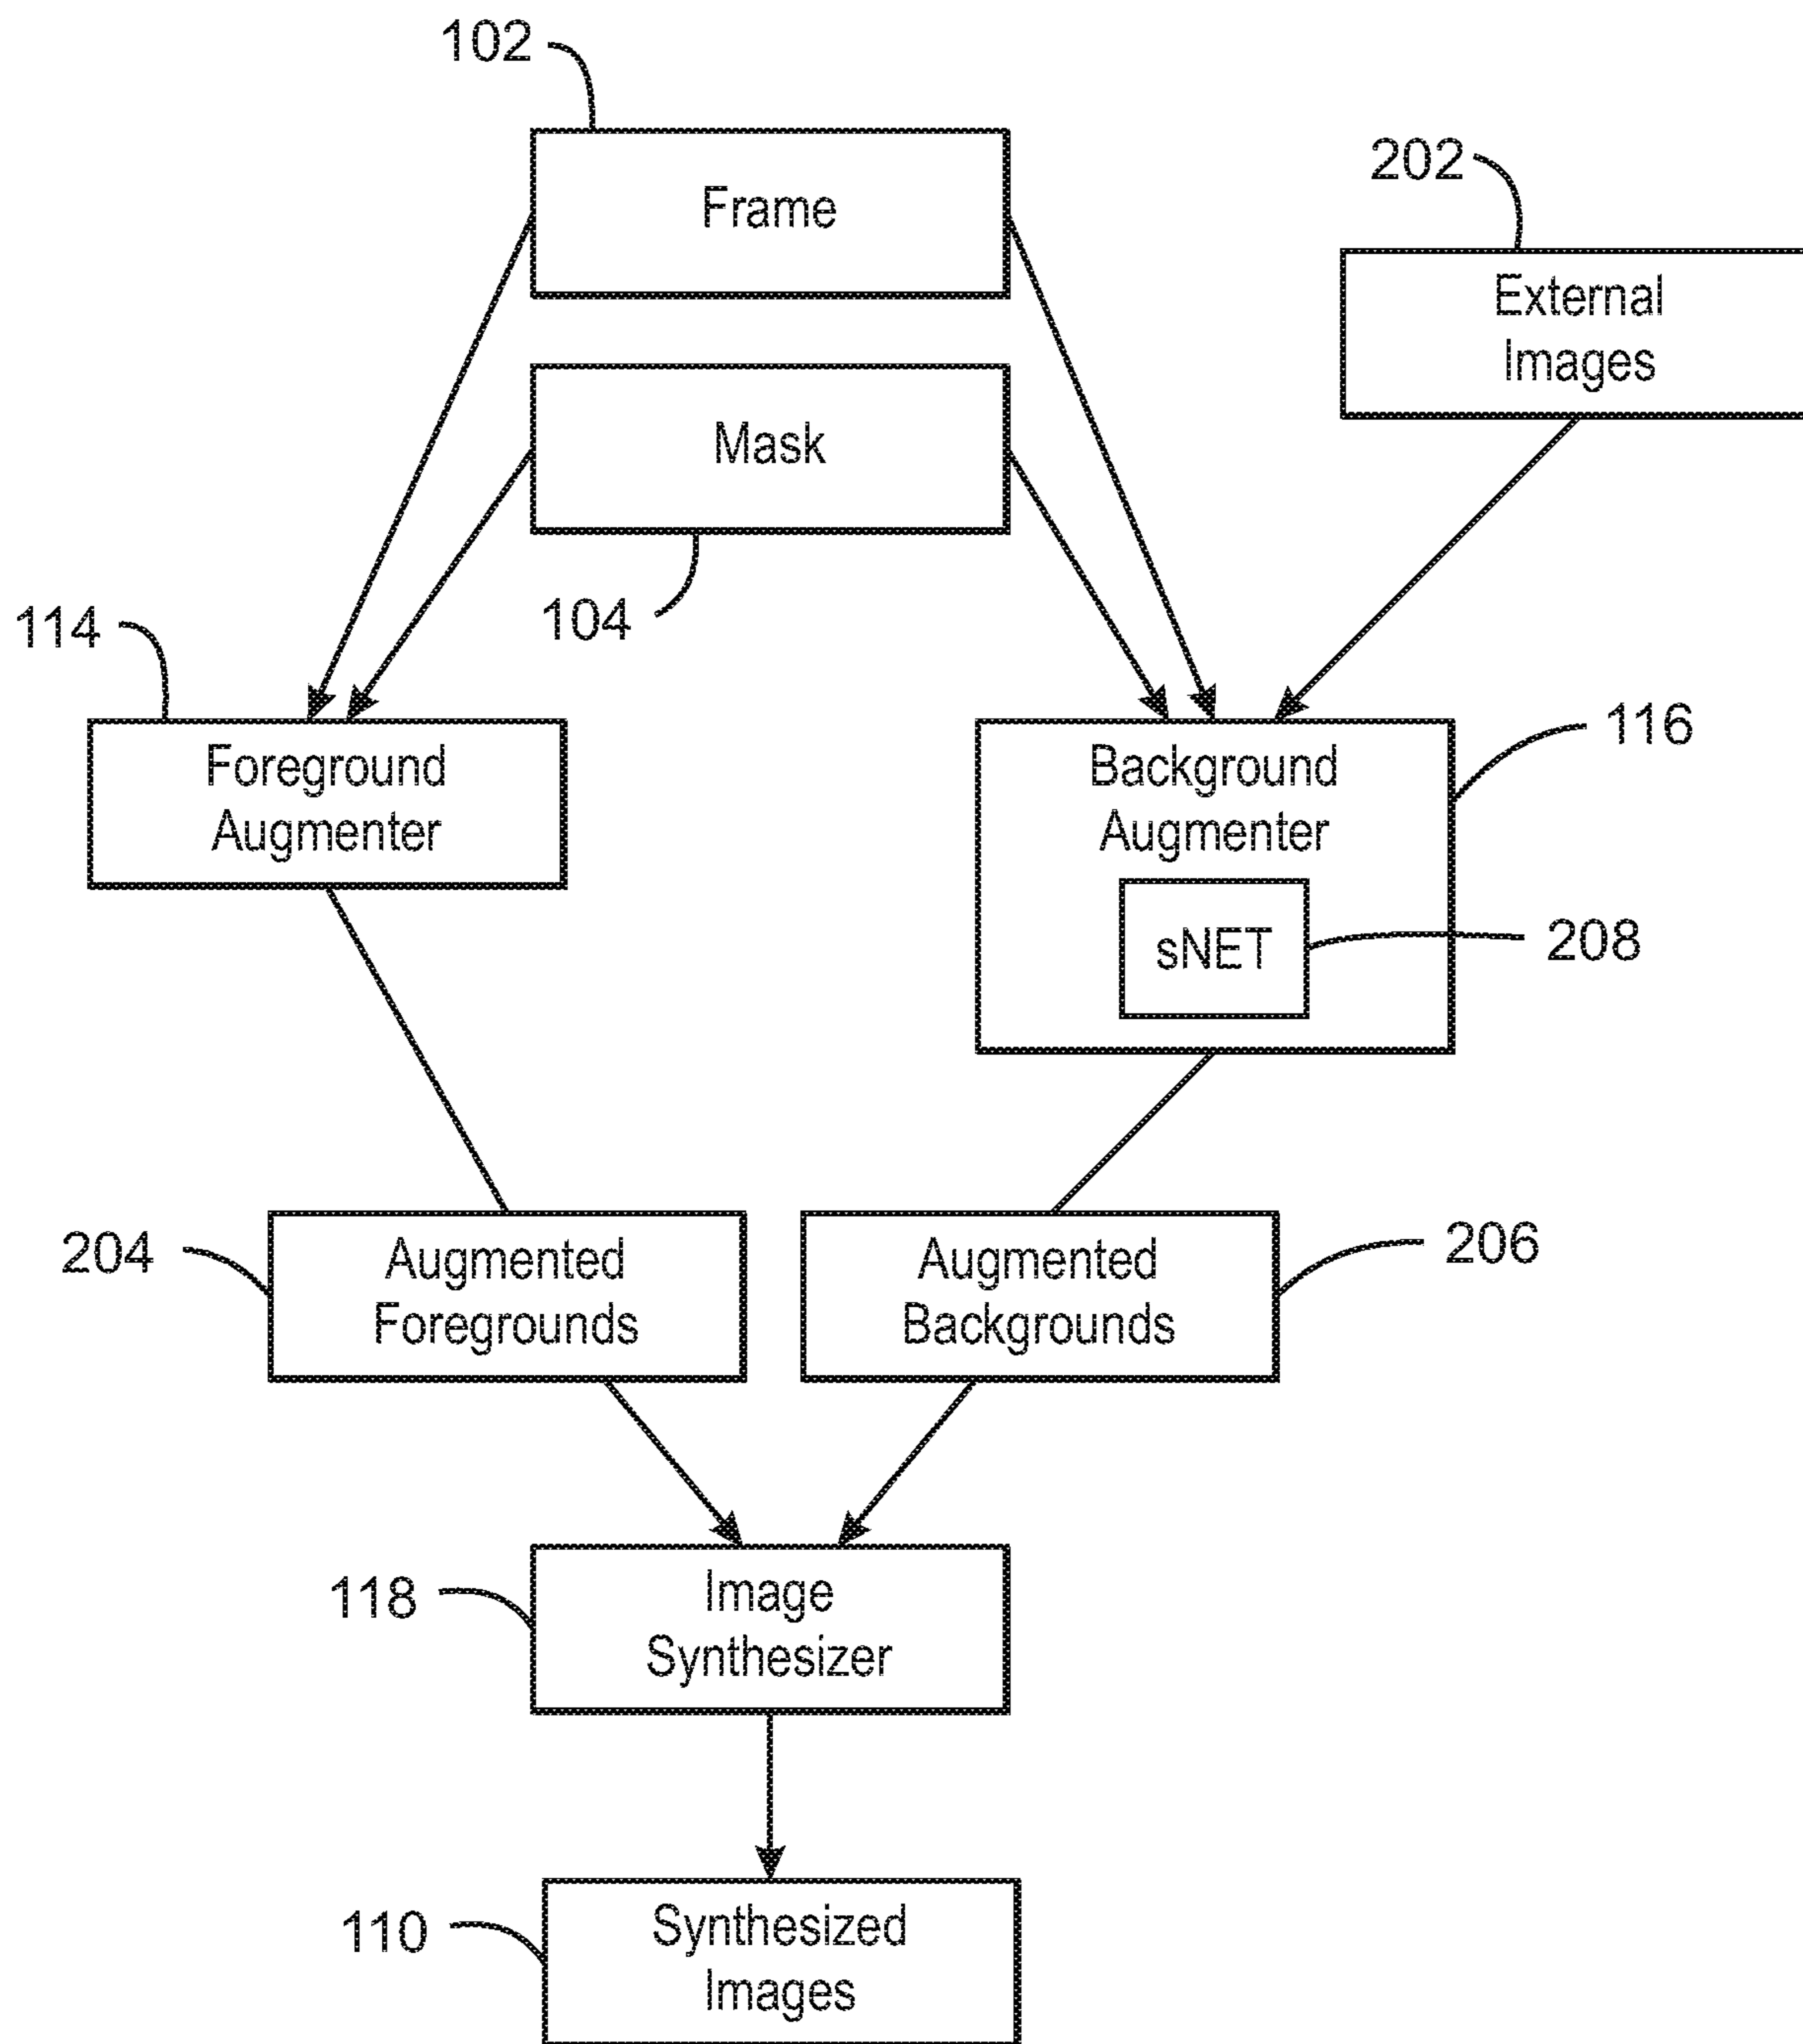 102
Frame
202
External
Images
Mask
104
114
Foreground
Augmenter
Background
Augmenter
116
sNET
208
204
Augmented
Foregrounds
Augmented
Backgrounds
206
118
Image
Synthesizer
110
Synthesized
Images